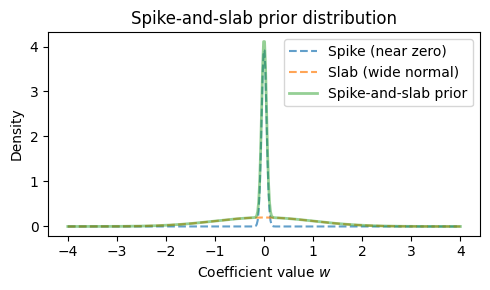 Spike-and-slab prior distribution
Spike (near zero)
Slab (wide normal)
Spike-and-slab prior
Density
4
3
2
1
0
−4 −3 −2 −1 0 1 2 3 4
Coefficient value w